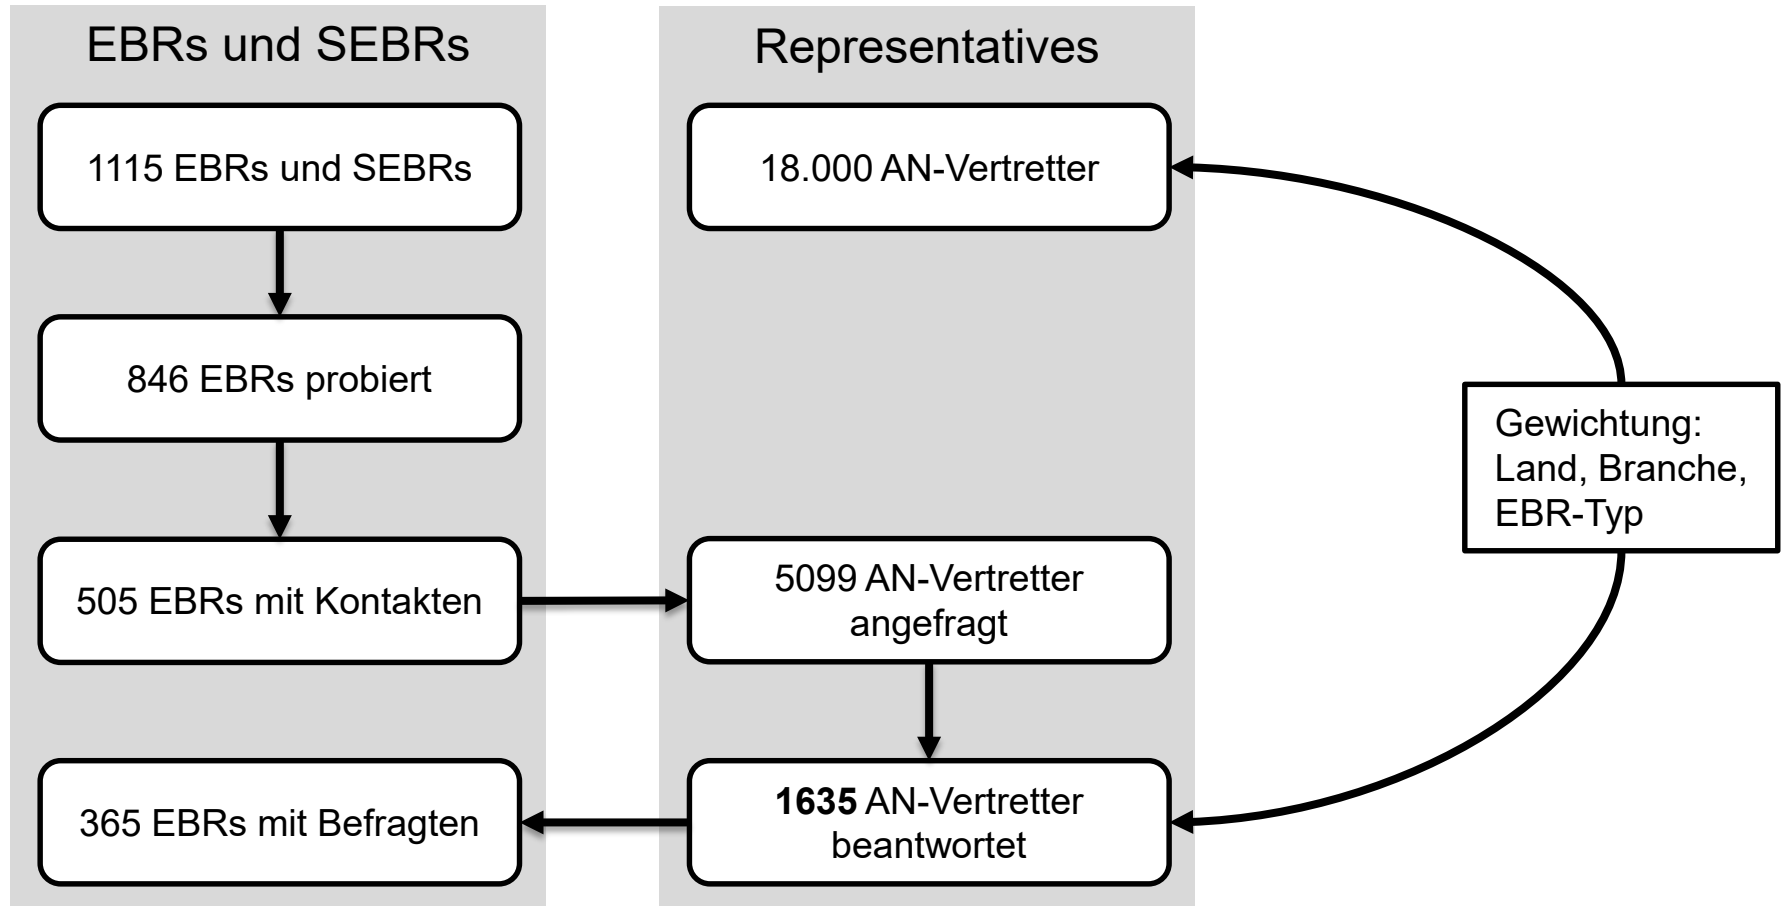 EBRs und SEBRs
1115 EBRs und SEBRs
846 EBRs probiert
505 EBRs mit Kontakten
365 EBRs mit Befragten
Representatives
18.000 AN-Vertretter
5099 AN-Vertretter
angefragt
1635 AN-Vertretter
beantwortet
Gewichtung:
Land, Branche,
EBR-Typ